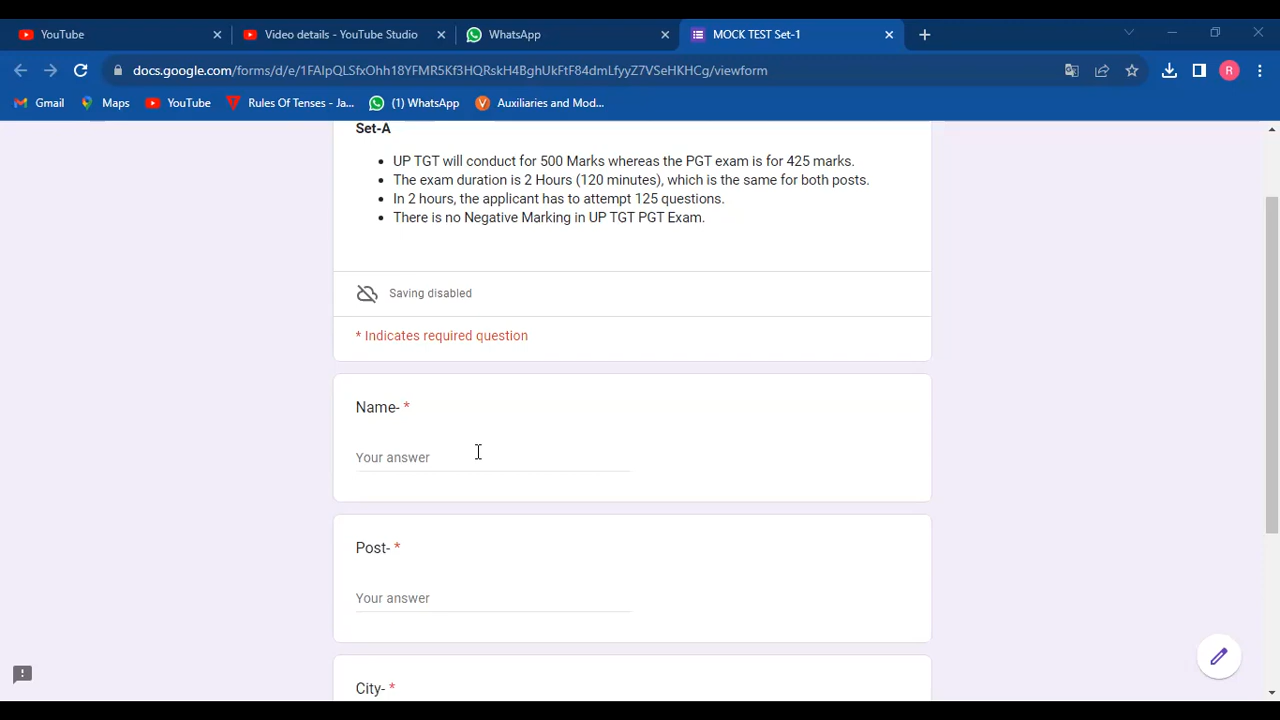 YouTube
Video details - YouTube Studio
WhatsApp
MOCK TEST Set-1
docs.google.com/forms/d/e/1FAIpQLSfxOhh18YFMR5Kf3HQRskH4BghUkFtF84dmLfyyZ7VSeHKHCg/viewform
R
Gmail
Maps
YouTube
Rules Of Tenses - Ja...
(1) WhatsApp
Auxiliaries and Mod...
Set-A
• UP TGT will conduct for 500 Marks whereas the PGT exam is for 425 marks.
• The exam duration is 2 Hours (120 minutes), which is the same for both posts.
• In 2 hours, the applicant has to attempt 125 questions.
• There is no Negative Marking in UP TGT PGT Exam.
Saving disabled
* Indicates required question
Name- *
Your answer
Post- *
Your answer
City- *